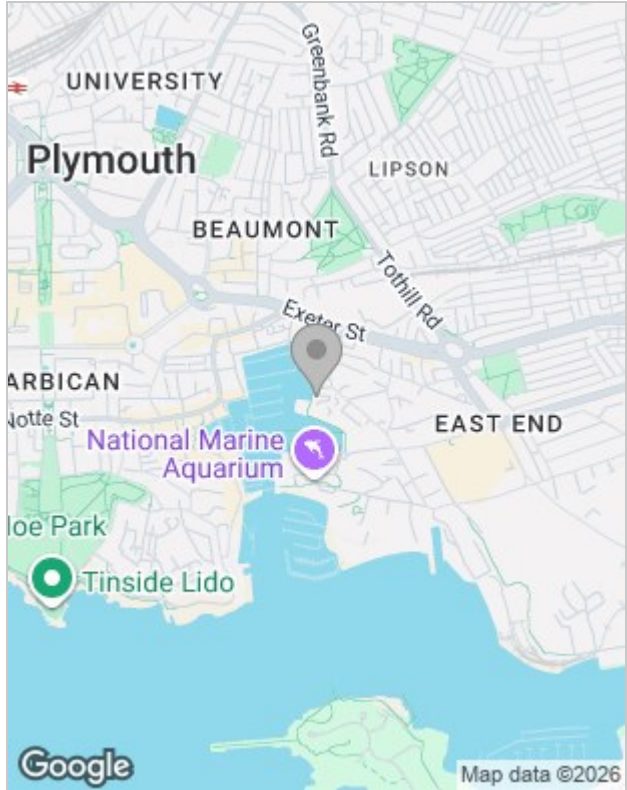 Greenbank Rd
UNIVERSITY
Plymouth
LIPSON
BEAUMONT
Tothill Rd
Exeter St
ARBICAN
Notte St
EAST END
National Marine
Aquarium
Hoe Park
Tinside Lido
Google
Map data ©2026